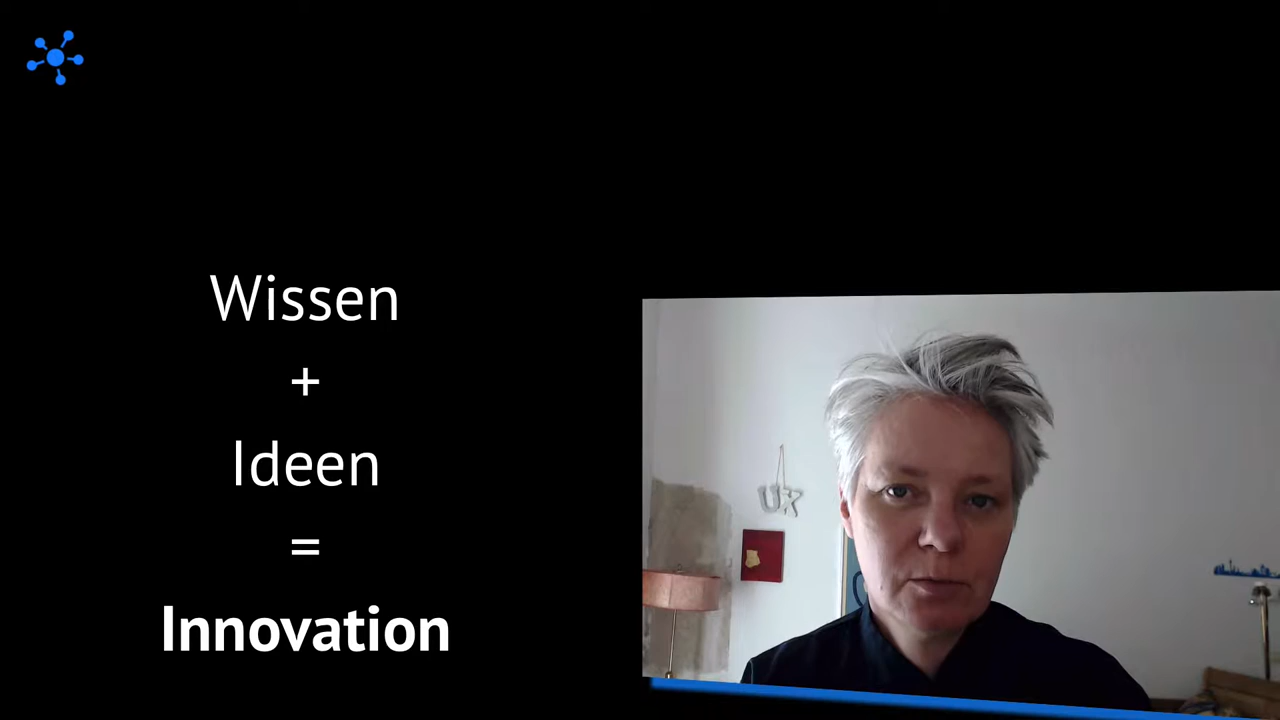 Wissen
+
Ideen
=
Innovation
UX